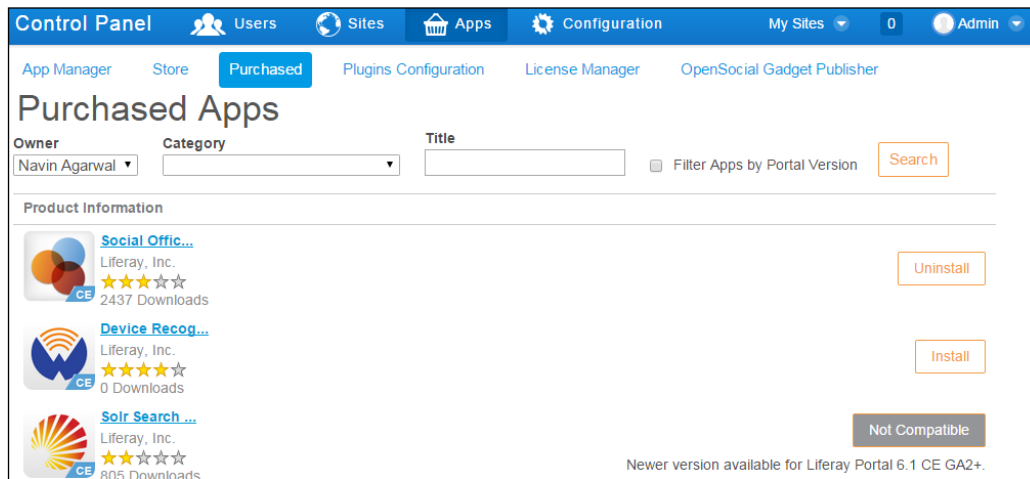 Control Panel Users Sites Apps Configuration My Sites 0 Admin
App Manager Store Purchased Plugins Configuration License Manager OpenSocial Gadget Publisher
Purchased Apps
Owner Category Title
Navin Agarwal Filter Apps by Portal Version Search
Product Information
Social Offic...
Liferay, Inc.
Uninstall
CE
2437 Downloads
Device Recog...
Liferay, Inc.
Install
CE
0 Downloads
Solr Search ...
Liferay, Inc.
Not Compatible
CE
805 Downloads
Newer version available for Liferay Portal 6.1 CE GA2+.